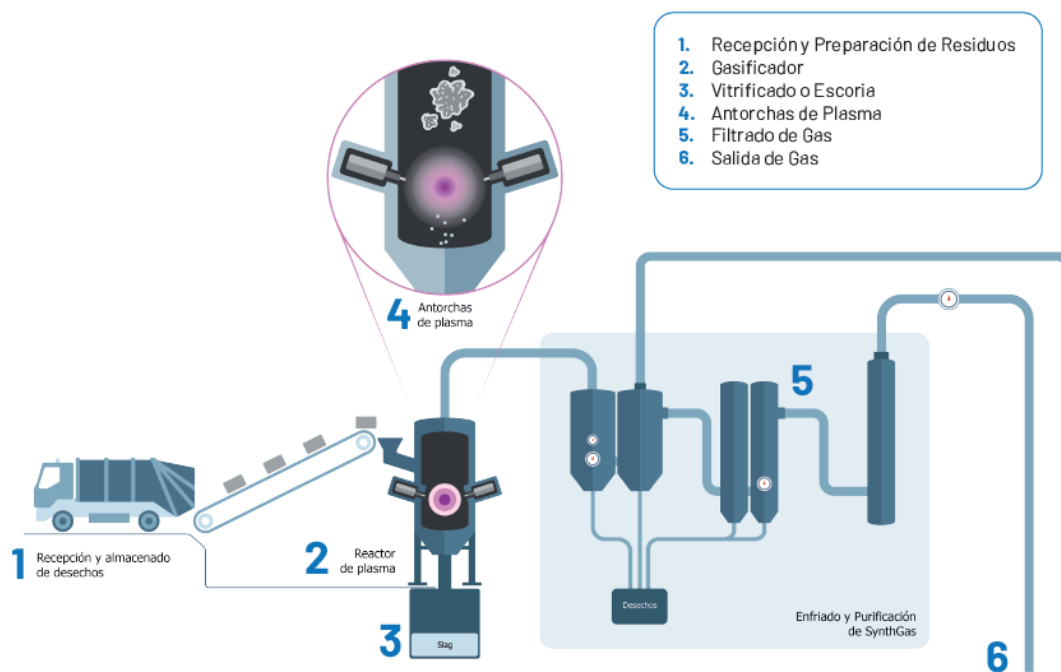 1. Recepción y Preparación de Residuos
2. Gasificador
3. Vitrificado o Escoria
4. Antorchas de Plasma
5. Filtrado de Gas
6. Salida de Gas
4 Antorchas
de plasma
5
1 Recepción y almacenado
de desechos
2 Reactor
de plasma
3 Slag
Desechos
Enfriado y Purificación
de SynthGas
6